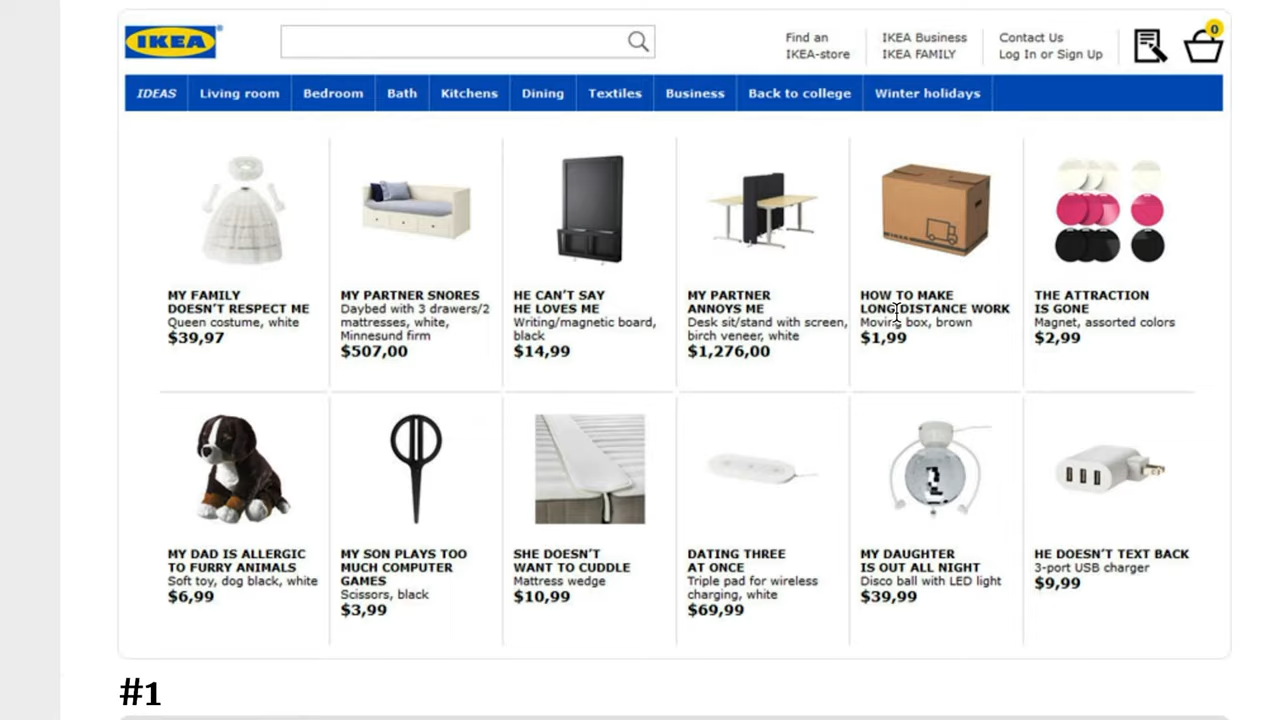 IKEA
Find an
IKEA-store
IKEA Business
IKEA FAMILY
Contact Us
Log In or Sign Up
0
IDEAS
Living room
Bedroom
Bath
Kitchens
Dining
Textiles
Business
Back to college
Winter holidays
MY FAMILY
DOESN'T RESPECT ME
Queen costume, white
$39,97
MY PARTNER SNORES
Daybed with 3 drawers/2
mattresses, white,
Minnesund firm
$507,00
HE CAN'T SAY
HE LOVES ME
Writing/magnetic board,
black
$14,99
MY PARTNER
ANNOYS ME
Desk sit/stand with screen,
birch veneer, white
$1,276,00
HOW TO MAKE
LONG DISTANCE WORK
Moving box, brown
$1,99
THE ATTRACTION
IS GONE
Magnet, assorted colors
$2,99
MY DAD IS ALLERGIC
TO FURRY ANIMALS
Soft toy, dog black, white
$6,99
MY SON PLAYS TOO
MUCH COMPUTER
GAMES
Scissors, black
$3,99
SHE DOESN'T
WANT TO CUDDLE
Mattress wedge
$10,99
DATING THREE
AT ONCE
Triple pad for wireless
charging, white
$69,99
MY DAUGHTER
IS OUT ALL NIGHT
Disco ball with LED light
$39,99
HE DOESN'T TEXT BACK
3-port USB charger
$9,99
#1